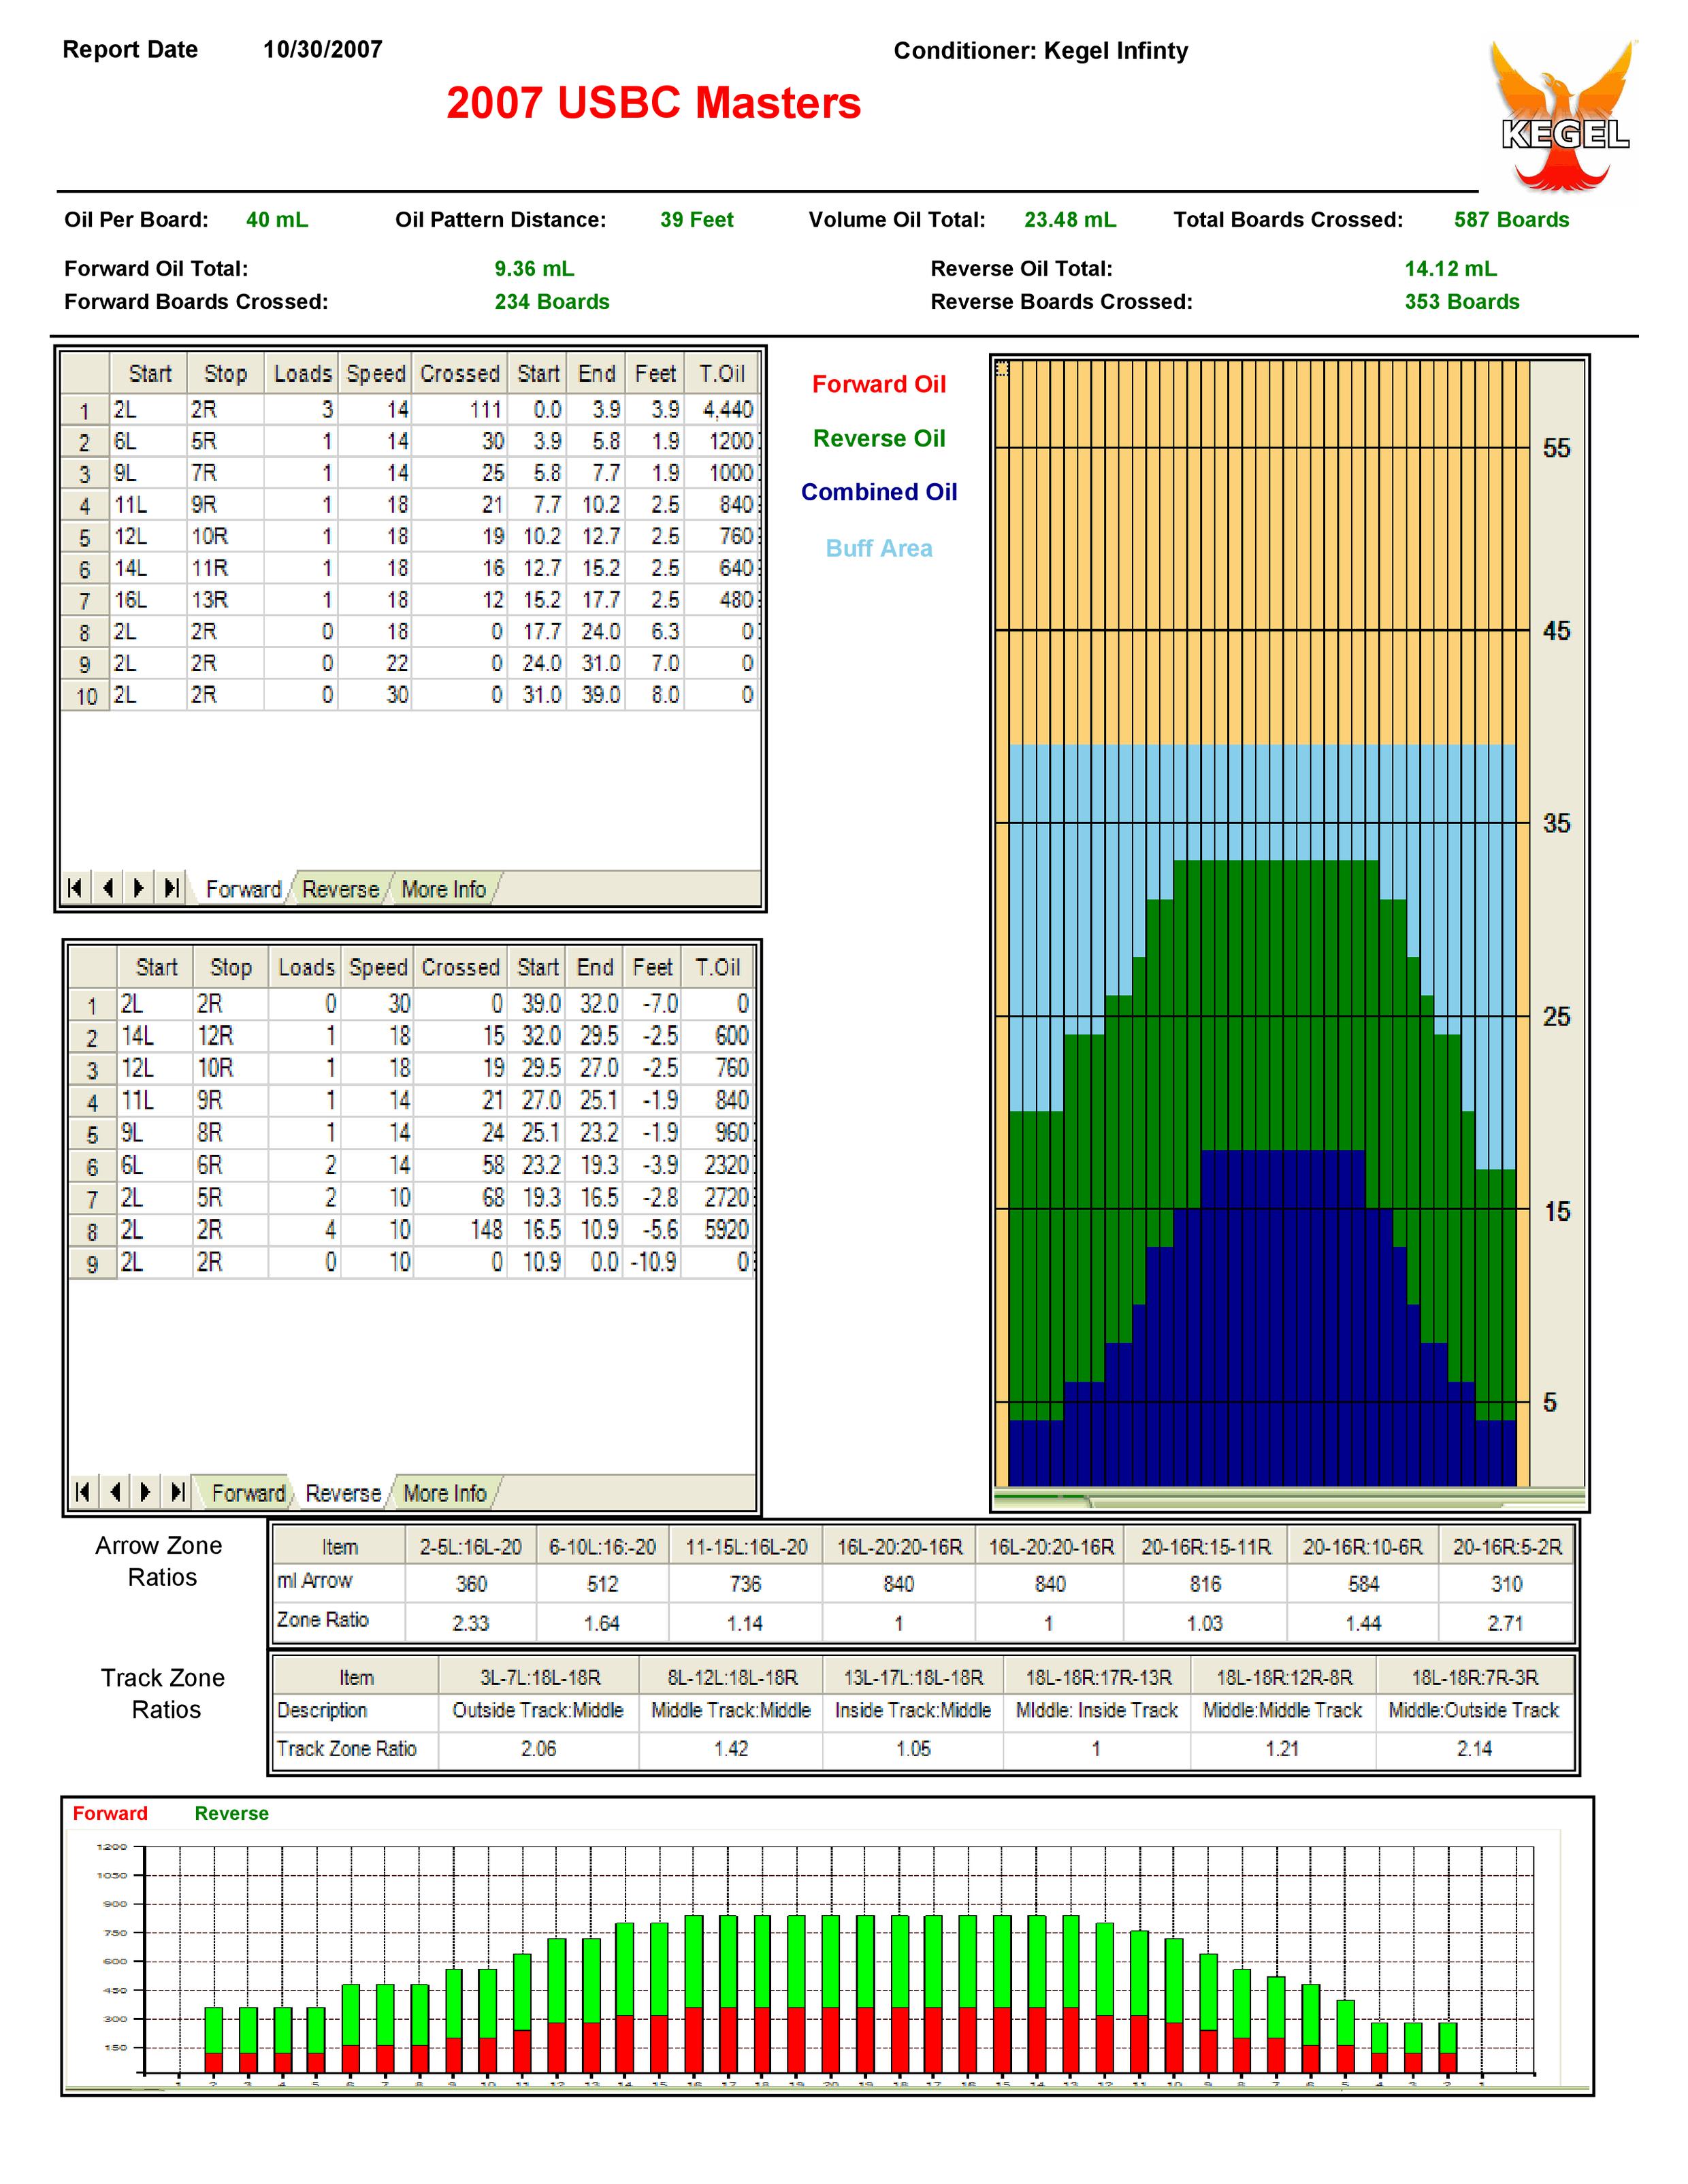 Report Date 10/30/2007 Conditioner: Kegel Infinty
2007 USBC Masters
KEGEL
Oil Per Board: 40 mL Oil Pattern Distance: 39 Feet Volume Oil Total: 23.48 mL Total Boards Crossed: 587 Boards
Forward Oil Total: 9.36 mL Reverse Oil Total: 14.12 mL
Forward Boards Crossed: 234 Boards Reverse Boards Crossed: 353 Boards
Start Stop Loads Speed Crossed Start End Feet T.Oil
1 2L 2R 3 14 111 0.0 3.9 3.9 4,440
2 6L 5R 1 14 30 3.9 5.8 1.9 1200
3 9L 7R 1 14 25 5.8 7.7 1.9 1000
4 11L 9R 1 18 21 7.7 10.2 2.5 840
5 12L 10R 1 18 19 10.2 12.7 2.5 760
6 14L 11R 1 18 16 12.7 15.2 2.5 640
7 16L 13R 1 18 12 15.2 17.7 2.5 480
8 2L 2R 0 18 0 17.7 24.0 6.3 0
9 2L 2R 0 22 0 24.0 31.0 7.0 0
10 2L 2R 0 30 0 31.0 39.0 8.0 0
Forward Reverse More Info
Forward Oil
Reverse Oil
Combined Oil
Buff Area
55
45
35
25
15
5
Start Stop Loads Speed Crossed Start End Feet T.Oil
1 2L 2R 0 30 0 39.0 32.0 -7.0 0
2 14L 12R 1 18 15 32.0 29.5 -2.5 600
3 12L 10R 1 18 19 29.5 27.0 -2.5 760
4 11L 9R 1 14 21 27.0 25.1 -1.9 840
5 9L 8R 1 14 24 25.1 23.2 -1.9 960
6 6L 6R 2 14 58 23.2 19.3 -3.9 2320
7 2L 5R 2 10 68 19.3 16.5 -2.8 2720
8 2L 2R 4 10 148 16.5 10.9 -5.6 5920
9 2L 2R 0 10 0 10.9 0.0 -10.9 0
Forward Reverse More Info
Arrow Zone
Ratios
Item 2-5L:16L-20 6-10L:16:-20 11-15L:16L-20 16L-20:20-16R 16L-20:20-16R 20-16R:15-11R 20-16R:10-6R 20-16R:5-2R
ml Arrow 360 512 736 840 840 816 584 310
Zone Ratio 2.33 1.64 1.14 1 1 1.03 1.44 2.71
Track Zone
Ratios
Item 3L-7L:18L-18R 8L-12L:18L-18R 13L-17L:18L-18R 18L-18R:17R-13R 18L-18R:12R-8R 18L-18R:7R-3R
Description Outside Track:Middle Middle Track:Middle Inside Track:Middle MIddle: Inside Track Middle:Middle Track Middle:Outside Track
Track Zone Ratio 2.06 1.42 1.05 1 1.21 2.14
Forward Reverse
1200
1050
900
750
600
450
300
150
1 2 3 4 5 6 7 8 9 10 11 12 13 14 15 16 17 18 19 20 19 18 17 16 15 14 13 12 11 10 9 8 7 6 5 4 3 2 1